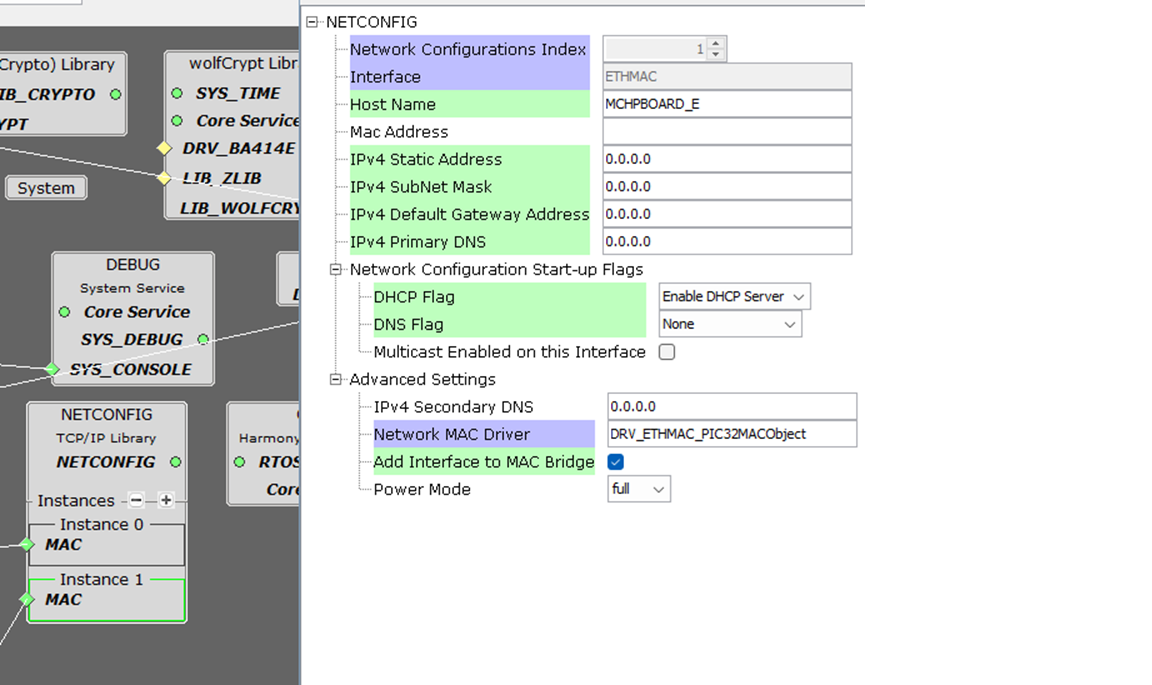 Crypto) Library
IB_CRYPTO
YPT
wolfCrypt Libr
SYS_TIME
Core Service
DRV_BA414E
LIB_ZLIB
LIB_WOLFCRY
System
DEBUG
System Service
Core Service
SYS_DEBUG
SYS_CONSOLE
NETCONFIG
TCP/IP Library
NETCONFIG
Instances
Instance 0
MAC
Instance 1
MAC
Harmony
RTOS
Core
NETCONFIG
Network Configurations Index 1
Interface ETHMAC
Host Name MCHPBOARD_E
Mac Address
IPv4 Static Address 0.0.0.0
IPv4 SubNet Mask 0.0.0.0
IPv4 Default Gateway Address 0.0.0.0
IPv4 Primary DNS 0.0.0.0
Network Configuration Start-up Flags
DHCP Flag Enable DHCP Server
DNS Flag None
Multicast Enabled on this Interface
Advanced Settings
IPv4 Secondary DNS 0.0.0.0
Network MAC Driver DRV_ETHMAC_PIC32MACObject
Add Interface to MAC Bridge
Power Mode full